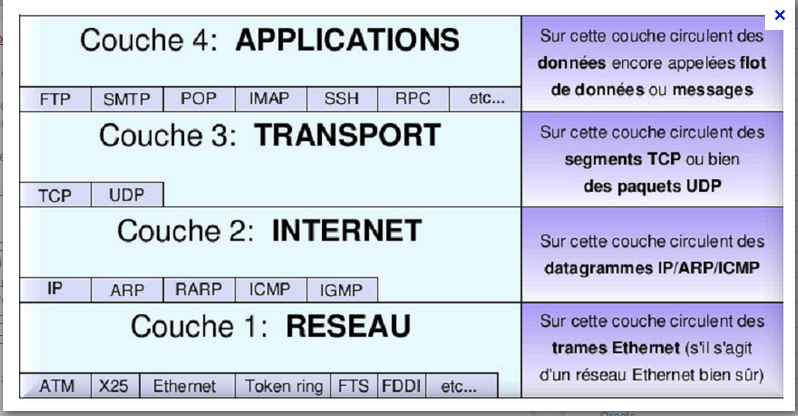 Couche 4: APPLICATIONS
FTP SMTP POP IMAP SSH RPC etc...
Sur cette couche circulent des
données encore appelées flot
de données ou messages
Couche 3: TRANSPORT
TCP UDP
Sur cette couche circulent des
segments TCP ou bien
des paquets UDP
Couche 2: INTERNET
IP ARP RARP ICMP IGMP
Sur cette couche circulent des
datagrammes IP/ARP/ICMP
Couche 1: RESEAU
ATM X25 Ethernet Token ring FTS FDDI etc...
Sur cette couche circulent des
trames Ethernet (s'il s'agit
d'un réseau Ethernet bien sûr)